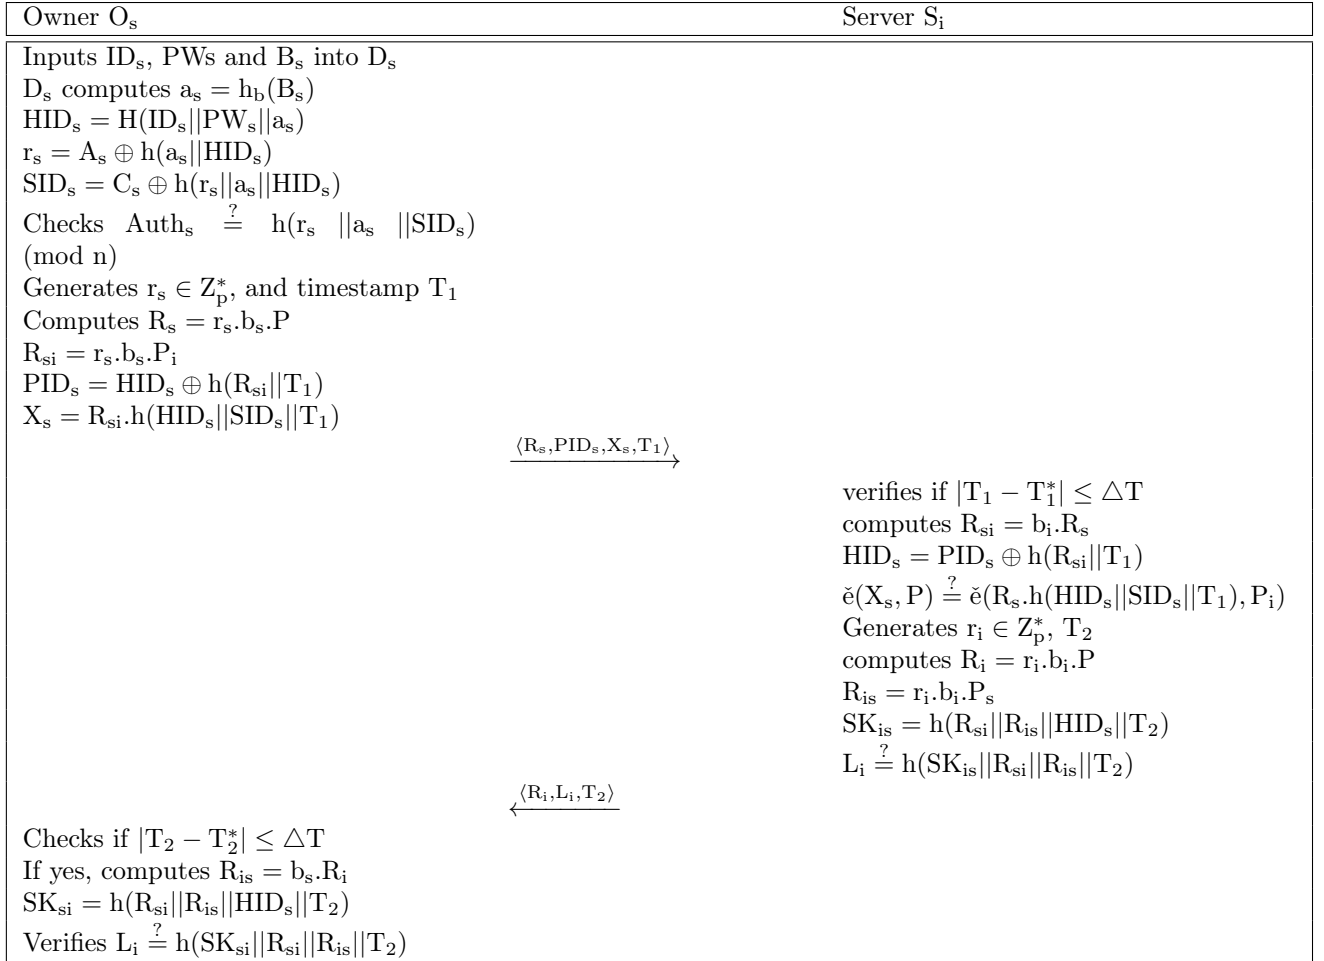 Owner Oₛ Server Sᵢ
Inputs IDₛ, PWs and Bₛ into Dₛ
Dₛ computes aₛ = h_b(Bₛ)
HIDₛ = H(IDₛ||PWₛ||aₛ)
rₛ = Aₛ ⊕ h(aₛ||HIDₛ)
SIDₛ = Cₛ ⊕ h(rₛ||aₛ||HIDₛ)
Checks Authₛ ≟ h(rₛ ||aₛ ||SIDₛ)
(mod n)
Generates rₛ ∈ Z*ₚ, and timestamp T₁
Computes Rₛ = rₛ.bₛ.P
Rₛᵢ = rₛ.bₛ.Pᵢ
PIDₛ = HIDₛ ⊕ h(Rₛᵢ||T₁)
Xₛ = Rₛᵢ.h(HIDₛ||SIDₛ||T₁)
⟨Rₛ,PIDₛ,Xₛ,T₁⟩
verifies if |T₁ − T₁*| ≤ △T
computes Rₛᵢ = bᵢ.Rₛ
HIDₛ = PIDₛ ⊕ h(Rₛᵢ||T₁)
ě(Xₛ, P) ≟ ě(Rₛ.h(HIDₛ||SIDₛ||T₁), Pᵢ)
Generates rᵢ ∈ Z*ₚ, T₂
computes Rᵢ = rᵢ.bᵢ.P
Rᵢₛ = rᵢ.bᵢ.Pₛ
SKᵢₛ = h(Rₛᵢ||Rᵢₛ||HIDₛ||T₂)
Lᵢ ≟ h(SKᵢₛ||Rₛᵢ||Rᵢₛ||T₂)
⟨Rᵢ,Lᵢ,T₂⟩
Checks if |T₂ − T₂*| ≤ △T
If yes, computes Rᵢₛ = bₛ.Rᵢ
SKₛᵢ = h(Rₛᵢ||Rᵢₛ||HIDₛ||T₂)
Verifies Lᵢ ≟ h(SKₛᵢ||Rₛᵢ||Rᵢₛ||T₂)